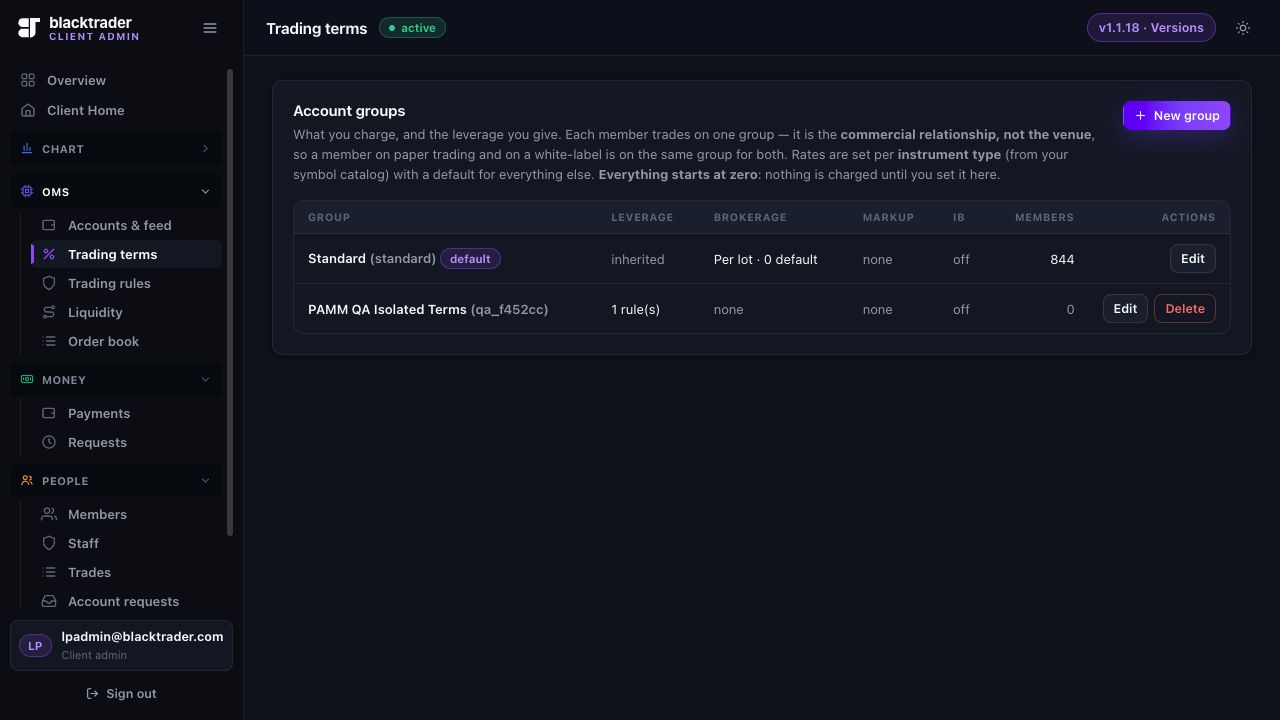 blacktrader
CLIENT ADMIN
Overview
Client Home
CHART
OMS
Accounts & feed
Trading terms
Trading rules
Liquidity
Order book
MONEY
Payments
Requests
PEOPLE
Members
Staff
Trades
Account requests
LP
lpadmin@blacktrader.com
Client admin
Sign out
Trading terms
active
v1.1.18 · Versions
Account groups
New group
What you charge, and the leverage you give. Each member trades on one group — it is the commercial relationship, not the venue,
so a member on paper trading and on a white-label is on the same group for both. Rates are set per instrument type (from your
symbol catalog) with a default for everything else. Everything starts at zero: nothing is charged until you set it here.
GROUP LEVERAGE BROKERAGE MARKUP IB MEMBERS ACTIONS
Standard (standard) default inherited Per lot · 0 default none off 844 Edit
PAMM QA Isolated Terms (qa_f452cc) 1 rule(s) none none off 0 Edit Delete